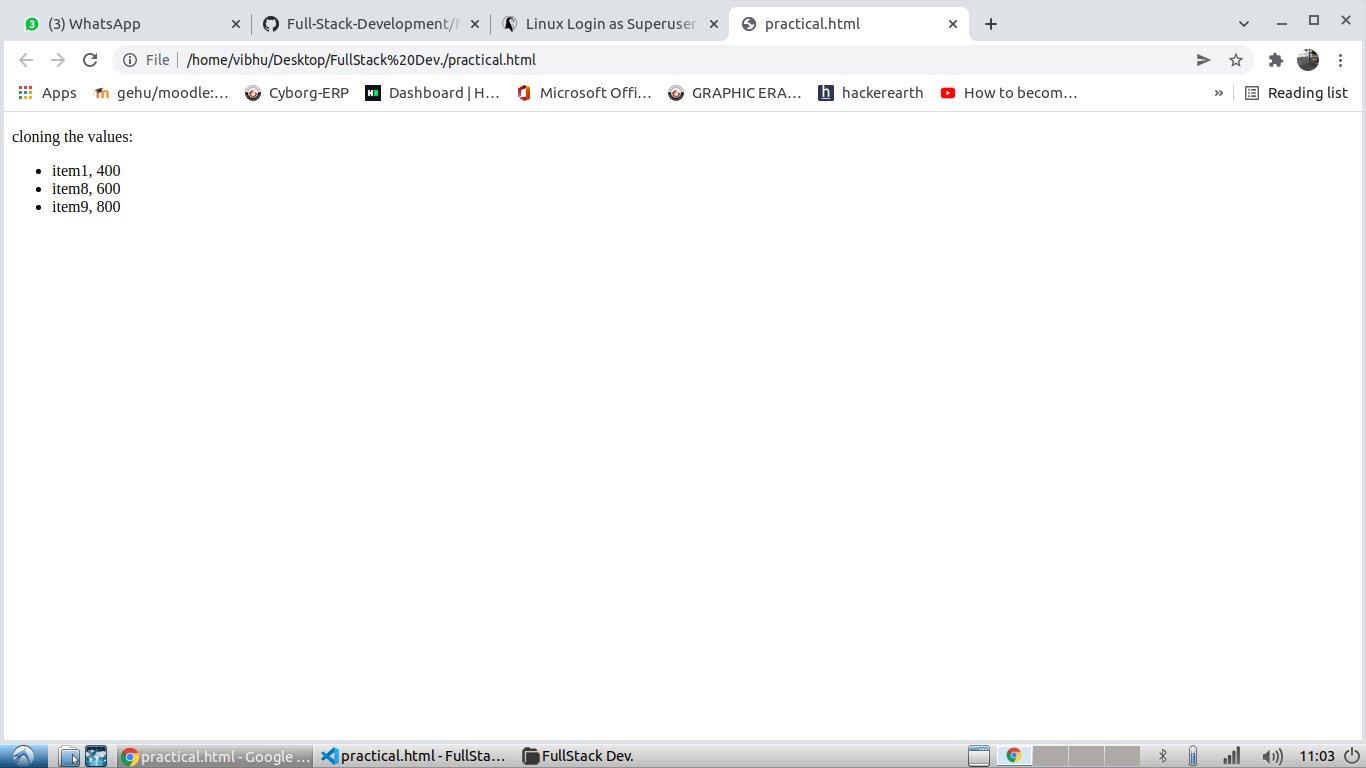 3 (3) WhatsApp
Full-Stack-Development/f
Linux Login as Superuser
practical.html
File /home/vibhu/Desktop/FullStack%20Dev./practical.html
Apps gehu/moodle:... Cyborg-ERP Dashboard | H... Microsoft Offi... GRAPHIC ERA... h hackerearth How to becom... » Reading list
cloning the values:
• item1, 400
• item8, 600
• item9, 800
practical.html - Google ... practical.html - FullSta... FullStack Dev. 11:03